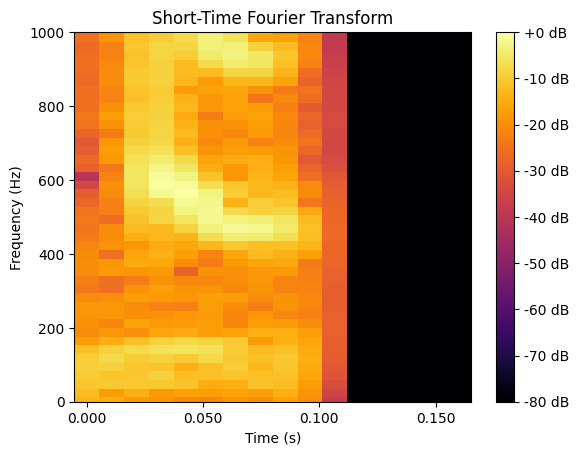 Short-Time Fourier Transform
1000
800
600
400
200
0
Frequency (Hz)
0.000
0.050
0.100
0.150
Time (s)
+0 dB
-10 dB
-20 dB
-30 dB
-40 dB
-50 dB
-60 dB
-70 dB
-80 dB